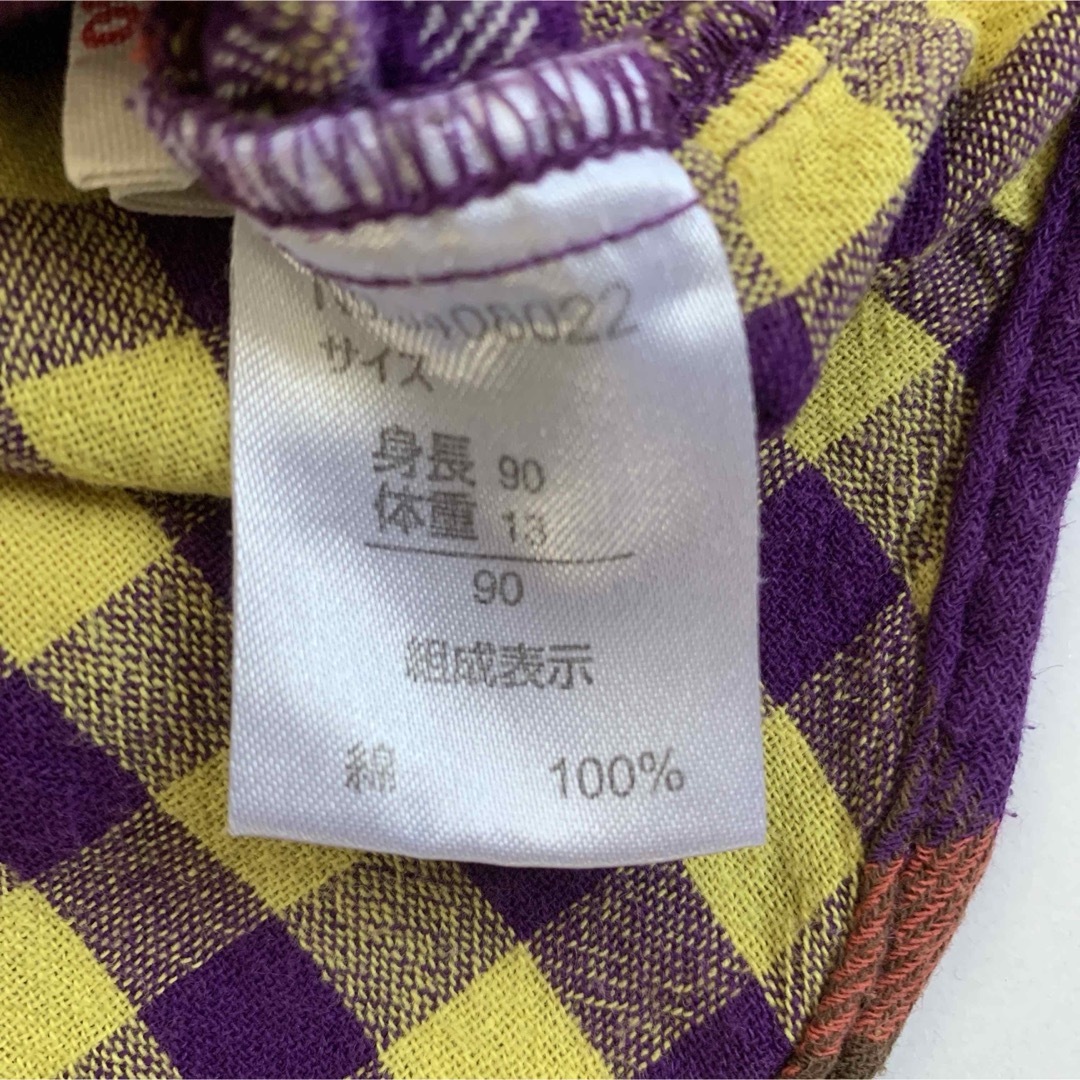 サイズ
身長 90
体重 13
90
組成表示
綿 100%